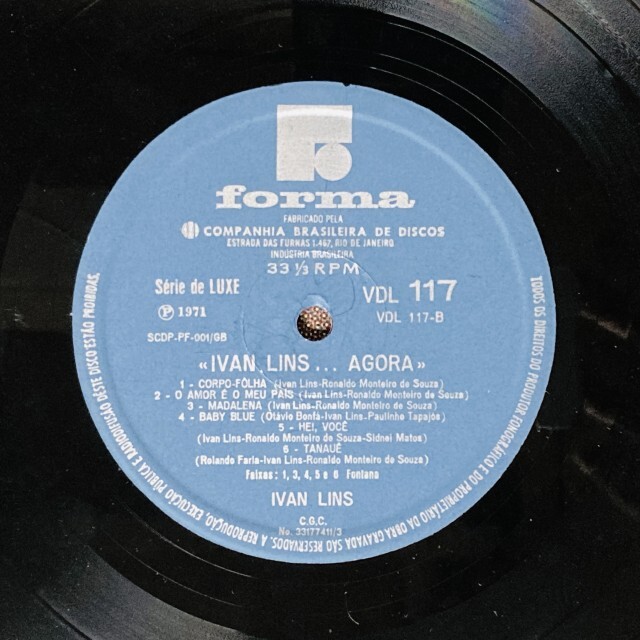 forma
FABRICADO PELA
COMPANHIA BRASILEIRA DE DISCOS
ESTRADA DAS FURNAS 1.467, RIO DE JANEIRO
INDÚSTRIA BRASILEIRA
33 ⅓ RPM
Série de LUXE
VDL 117
Ⓟ 1971
VDL 117-B
SCDP-PF-001/GB
«IVAN LINS... AGORA»
1 - CORPO-FÔLHA (Ivan Lins-Ronaldo Monteiro de Souza)
2 - O AMOR É O MEU PAÍS (Ivan Lins-Ronaldo Monteiro de Souza)
3 - MADALENA (Ivan Lins-Ronaldo Monteiro de Souza)
4 - BABY BLUE (Otavio Bonfá-Ivan Lins-Paulinho Tapajós)
5 - HEI, VOCÊ
(Ivan Lins-Ronaldo Monteiro de Souza-Sidnei Matos)
6 - TANAUÊ
(Rolando Faria-Ivan Lins-Ronaldo Monteiro de Souza)
Faixas: 1, 3, 4, 5 e 6 Fontana
IVAN LINS
C.G.C.
No. 33177411/3
TODOS OS DIREITOS DO PRODUTOR FONOGRÁFICO E DO PROPRIETÁRIO DA OBRA GRAVADA SÃO RESERVADOS. A REPRODUÇÃO, EXECUÇÃO PÚBLICA E RADIODIFUSÃO DESTE DISCO ESTÃO PROIBIDAS.